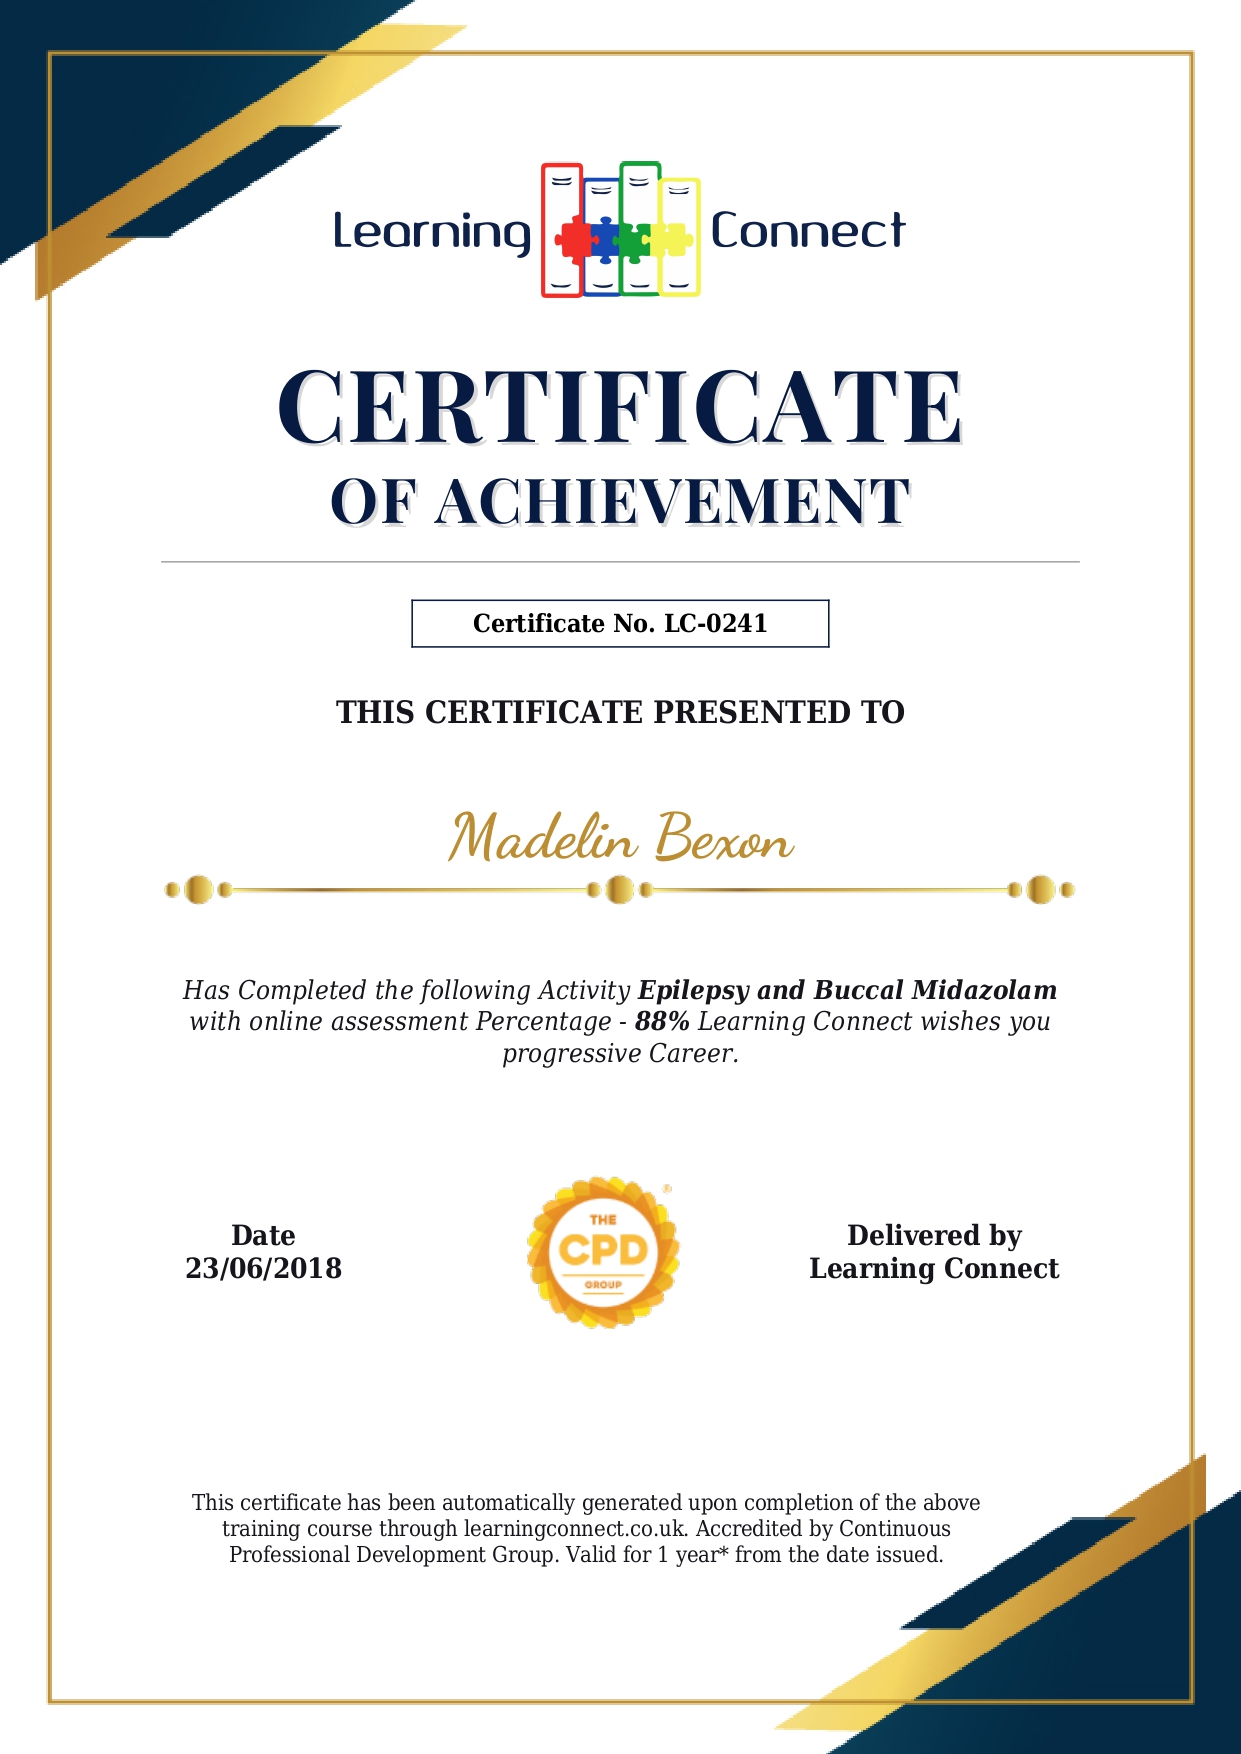 Learning Connect
CERTIFICATE
OF ACHIEVEMENT
Certificate No. LC-0241
THIS CERTIFICATE PRESENTED TO
Madelin Bexon
Has Completed the following Activity Epilepsy and Buccal Midazolam
with online assessment Percentage - 88% Learning Connect wishes you
progressive Career.
Date
23/06/2018
THE
CPD
GROUP
®
Delivered by
Learning Connect
This certificate has been automatically generated upon completion of the above
training course through learningconnect.co.uk. Accredited by Continuous
Professional Development Group. Valid for 1 year* from the date issued.